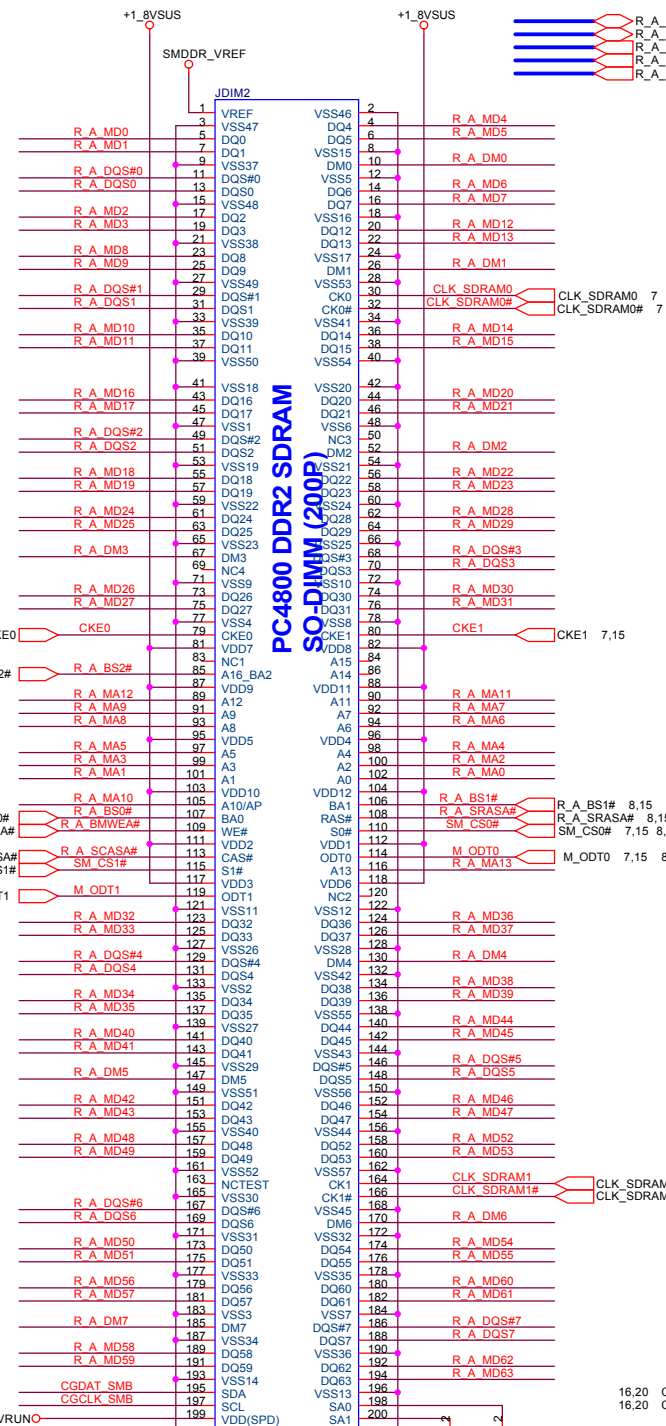 +1_8VSUS +1_8VSUS
R_A_
R_A_
R_A_
R_A_
R_A_
SMDDR_VREF
JDIM2
PC4800 DDR2 SDRAM
SO-DIMM (200P)
1 VREF VSS46 2
3 VSS47 DQ4 4 R_A_MD4
R_A_MD0 5 DQ0 DQ5 6 R_A_MD5
R_A_MD1 7 DQ1 VSS15 8
9 VSS37 DM0 10 R_A_DM0
R_A_DQS#0 11 DQS#0 VSS5 12
R_A_DQS0 13 DQS0 DQ6 14 R_A_MD6
15 VSS48 DQ7 16 R_A_MD7
R_A_MD2 17 DQ2 VSS16 18
R_A_MD3 19 DQ3 DQ12 20 R_A_MD12
21 VSS38 DQ13 22 R_A_MD13
R_A_MD8 23 DQ8 VSS17 24
R_A_MD9 25 DQ9 DM1 26 R_A_DM1
27 VSS49 VSS53 28
R_A_DQS#1 29 DQS#1 CK0 30 CLK_SDRAM0 CLK_SDRAM0 7
R_A_DQS1 31 DQS1 CK0# 32 CLK_SDRAM0# CLK_SDRAM0# 7
33 VSS39 VSS41 34
R_A_MD10 35 DQ10 DQ14 36 R_A_MD14
R_A_MD11 37 DQ11 DQ15 38 R_A_MD15
39 VSS50 VSS54 40
41 VSS18 VSS20 42
R_A_MD16 43 DQ16 DQ20 44 R_A_MD20
R_A_MD17 45 DQ17 DQ21 46 R_A_MD21
47 VSS1 VSS6 48
R_A_DQS#2 49 DQS#2 NC3 50
R_A_DQS2 51 DQS2 DM2 52 R_A_DM2
53 VSS19 VSS21 54
R_A_MD18 55 DQ18 DQ22 56 R_A_MD22
R_A_MD19 57 DQ19 DQ23 58 R_A_MD23
59 VSS22 VSS24 60
R_A_MD24 61 DQ24 DQ28 62 R_A_MD28
R_A_MD25 63 DQ25 DQ29 64 R_A_MD29
65 VSS23 VSS25 66
R_A_DM3 67 DM3 DQS#3 68 R_A_DQS#3
69 NC4 DQS3 70 R_A_DQS3
71 VSS9 VSS10 72
R_A_MD26 73 DQ26 DQ30 74 R_A_MD30
R_A_MD27 75 DQ27 DQ31 76 R_A_MD31
77 VSS4 VSS8 78
KE0 CKE0 79 CKE0 CKE1 80 CKE1 CKE1 7,15
81 VDD7 VDD8 82
83 NC1 A15 84
2# R_A_BS2# 85 A16_BA2 A14 86
87 VDD9 VDD11 88
R_A_MA12 89 A12 A11 90 R_A_MA11
R_A_MA9 91 A9 A7 92 R_A_MA7
R_A_MA8 93 A8 A6 94 R_A_MA6
95 VDD5 VDD4 96
R_A_MA5 97 A5 A4 98 R_A_MA4
R_A_MA3 99 A3 A2 100 R_A_MA2
R_A_MA1 101 A1 A0 102 R_A_MA0
103 VDD10 VDD12 104
R_A_MA10 105 A10/AP BA1 106 R_A_BS1# R_A_BS1# 8,15
0# R_A_BS0# 107 BA0 RAS# 108 R_A_SRASA# R_A_SRASA# 8,15
A# R_A_BMWEA# 109 WE# S0# 110 SM_CS0# SM_CS0# 7,15 8,
111 VDD2 VDD1 112
SA# R_A_SCASA# 113 CAS# ODT0 114 M_ODT0 M_ODT0 7,15 8
S1# SM_CS1# 115 S1# A13 116 R_A_MA13
117 VDD3 VDD6 118
T1 M_ODT1 119 ODT1 NC2 120
121 VSS11 VSS12 122
R_A_MD32 123 DQ32 DQ36 124 R_A_MD36
R_A_MD33 125 DQ33 DQ37 126 R_A_MD37
127 VSS26 VSS28 128
R_A_DQS#4 129 DQS#4 DM4 130 R_A_DM4
R_A_DQS4 131 DQS4 VSS42 132
133 VSS2 DQ38 134 R_A_MD38
R_A_MD34 135 DQ34 DQ39 136 R_A_MD39
R_A_MD35 137 DQ35 VSS55 138
139 VSS27 DQ44 140 R_A_MD44
R_A_MD40 141 DQ40 DQ45 142 R_A_MD45
R_A_MD41 143 DQ41 VSS43 144
145 VSS29 DQS#5 146 R_A_DQS#5
R_A_DM5 147 DM5 DQS5 148 R_A_DQS5
149 VSS51 VSS56 150
R_A_MD42 151 DQ42 DQ46 152 R_A_MD46
R_A_MD43 153 DQ43 DQ47 154 R_A_MD47
155 VSS40 VSS44 156
R_A_MD48 157 DQ48 DQ52 158 R_A_MD52
R_A_MD49 159 DQ49 DQ53 160 R_A_MD53
161 VSS52 VSS57 162
163 NCTEST CK1 164 CLK_SDRAM1 CLK_SDRAM
165 VSS30 CK1# 166 CLK_SDRAM1# CLK_SDRAM
R_A_DQS#6 167 DQS#6 VSS45 168
R_A_DQS6 169 DQS6 DM6 170 R_A_DM6
171 VSS31 VSS32 172
R_A_MD50 173 DQ50 DQ54 174 R_A_MD54
R_A_MD51 175 DQ51 DQ55 176 R_A_MD55
177 VSS33 VSS35 178
R_A_MD56 179 DQ56 DQ60 180 R_A_MD60
R_A_MD57 181 DQ57 DQ61 182 R_A_MD61
183 VSS3 VSS7 184
R_A_DM7 185 DM7 DQS#7 186 R_A_DQS#7
187 VSS34 DQS7 188 R_A_DQS7
R_A_MD58 189 DQ58 VSS36 190
R_A_MD59 191 DQ59 DQ62 192 R_A_MD62
193 VSS14 DQ63 194 R_A_MD63
CGDAT_SMB 195 SDA VSS13 196 16,20
CGCLK_SMB 197 SCL SA0 198 16,20
VRUN 199 VDD(SPD) SA1 200 2 2